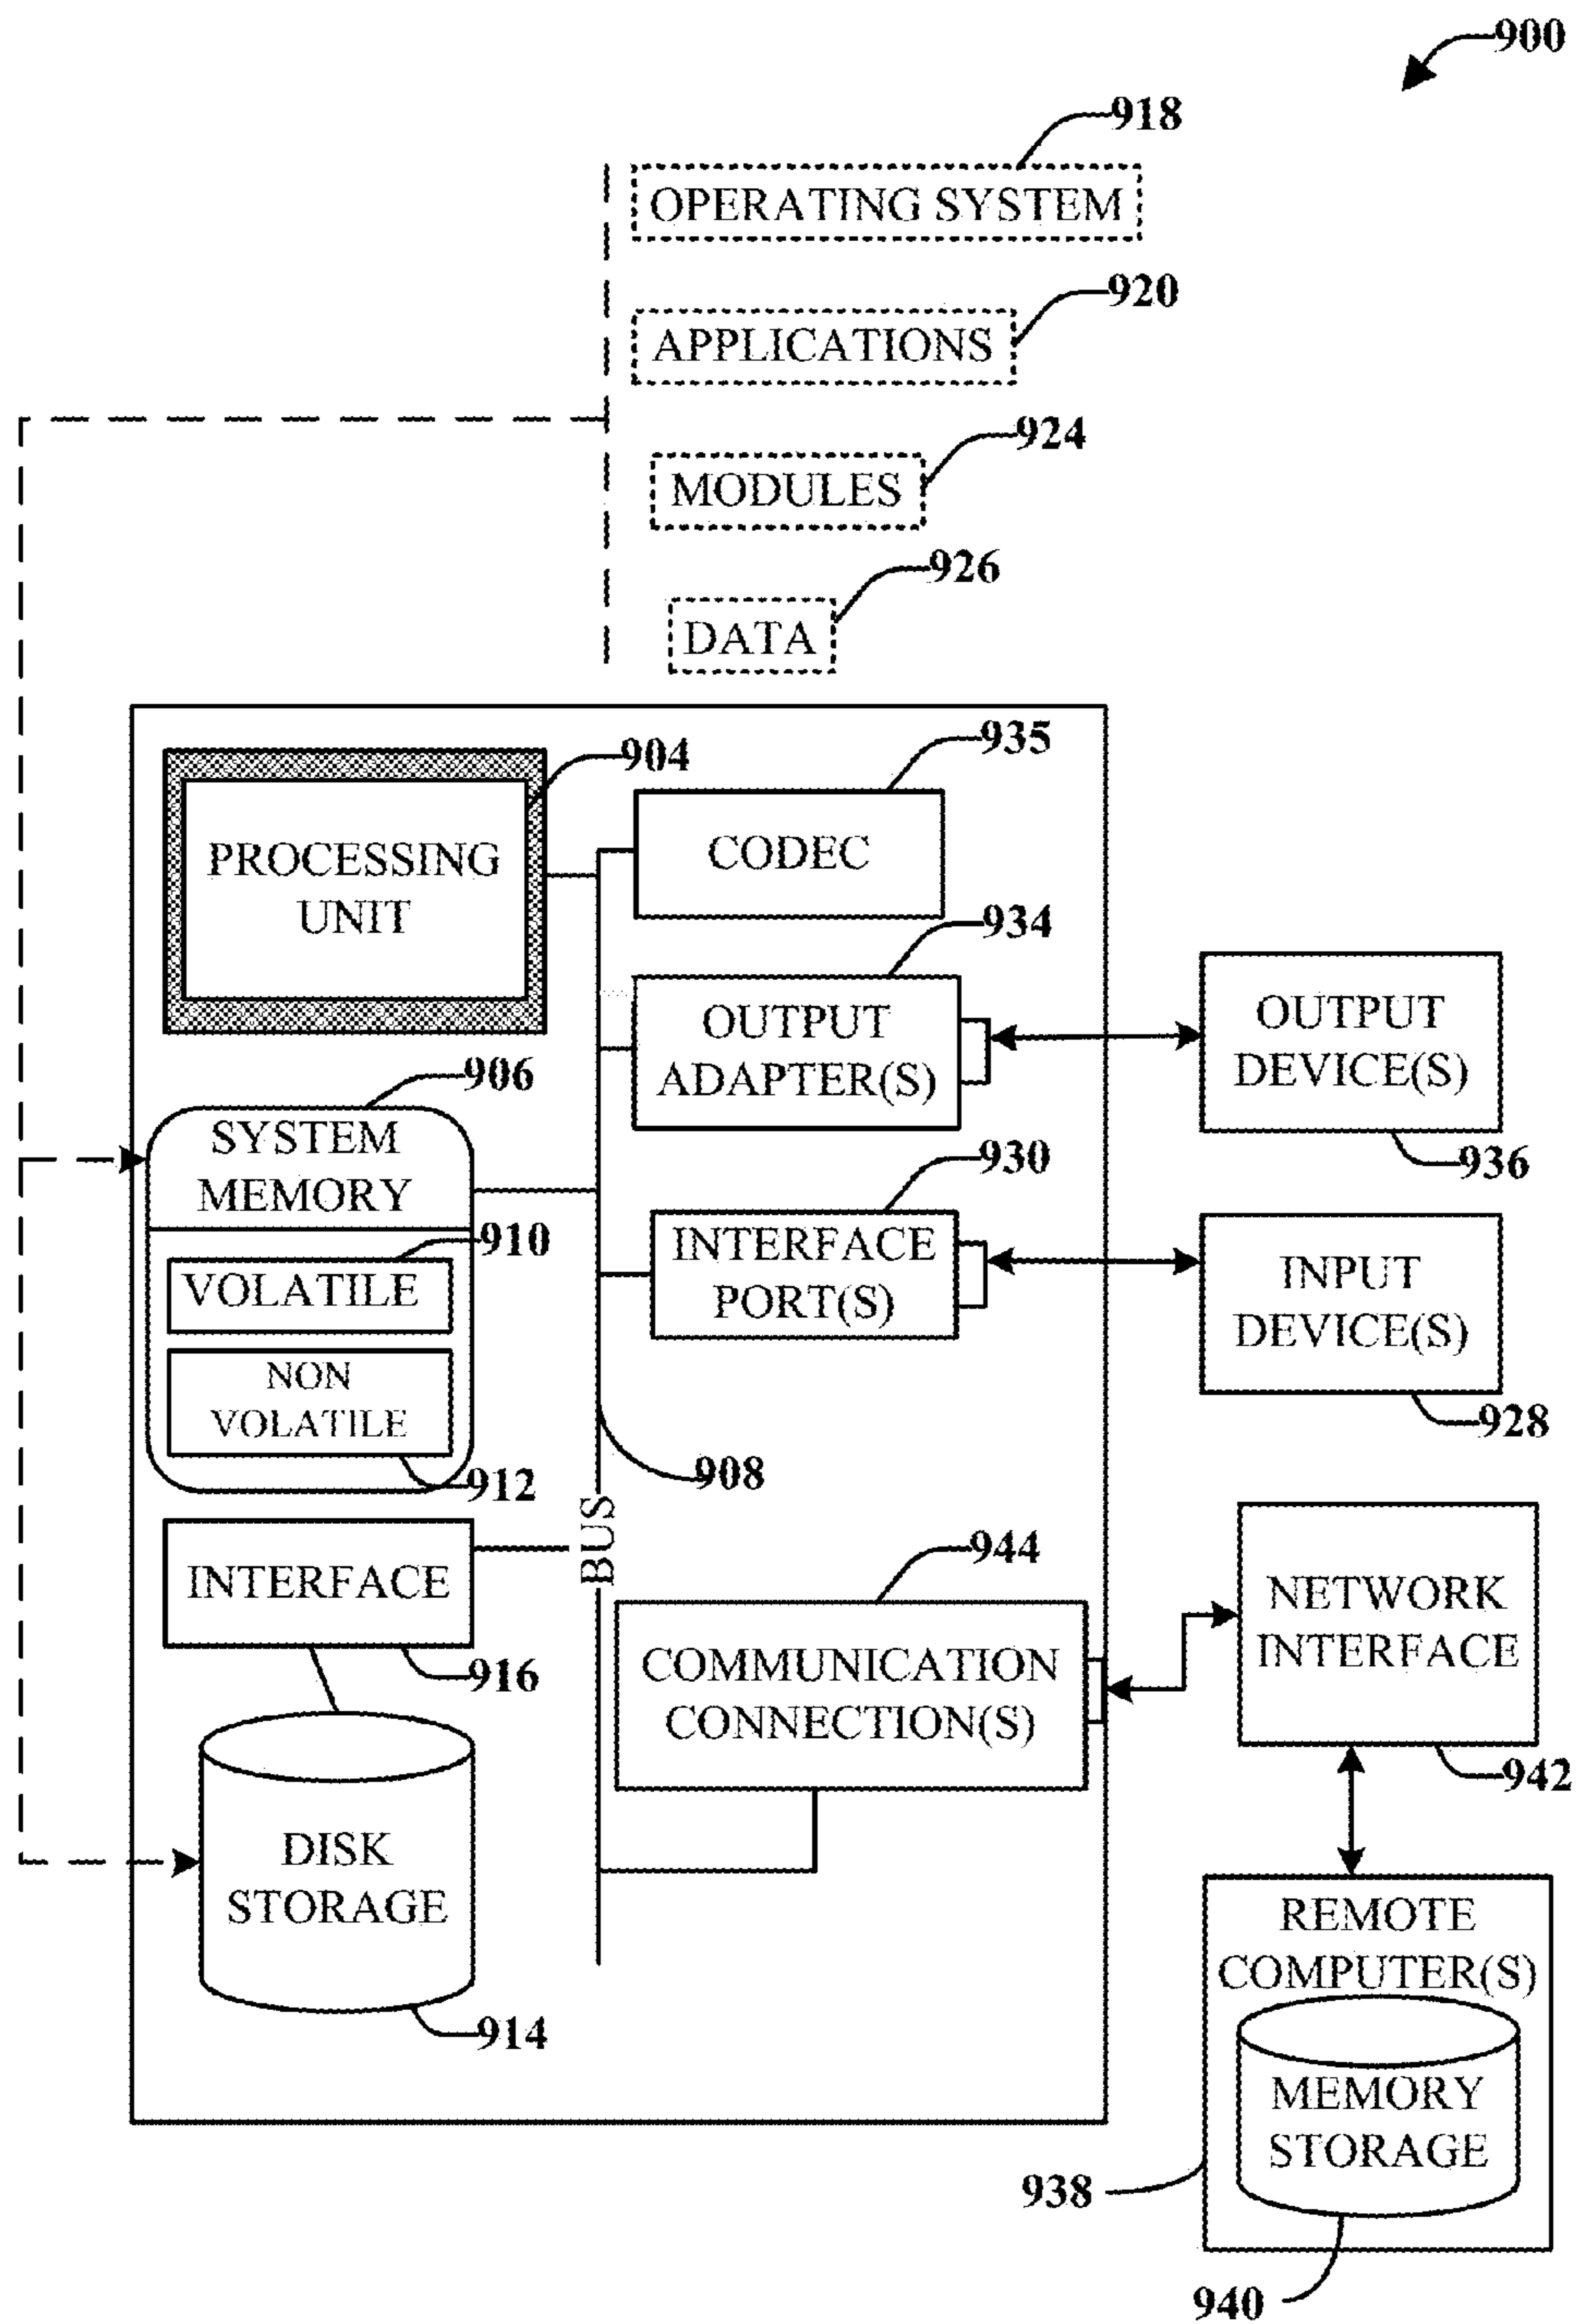 900
918
OPERATING SYSTEM
920
APPLICATIONS
924
MODULES
926
DATA
904
PROCESSING
UNIT
935
CODEC
934
OUTPUT
ADAPTER(S)
OUTPUT
DEVICE(S)
936
906
SYSTEM
MEMORY
910
VOLATILE
NON
VOLATILE
912
930
INTERFACE
PORT(S)
INPUT
DEVICE(S)
928
908
BUS
INTERFACE
916
944
COMMUNICATION
CONNECTION(S)
NETWORK
INTERFACE
942
DISK
STORAGE
914
REMOTE
COMPUTER(S)
MEMORY
STORAGE
938
940